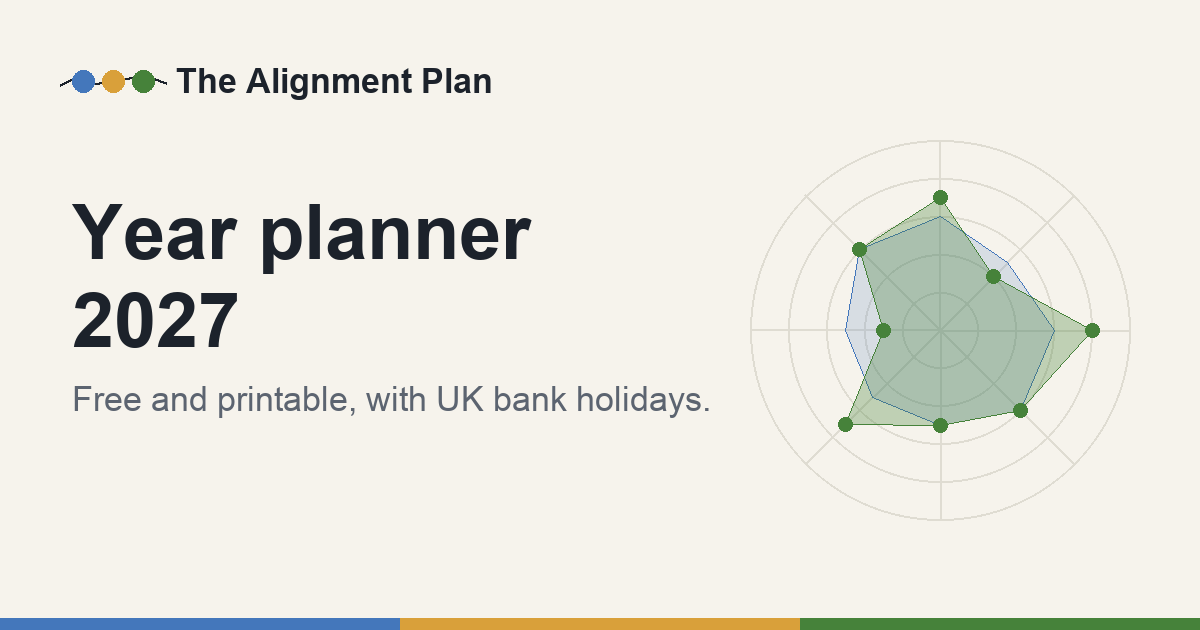 The Alignment Plan
Year planner
2027
Free and printable, with UK bank holidays.